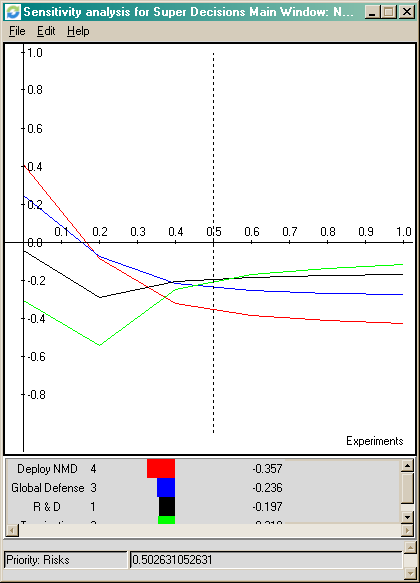 Sensitivity analysis for Super Decisions Main Window: N...
File Edit Help
1.0
0.8
0.6
0.4
0.2
0.1 0.2 0.3 0.4 0.5 0.6 0.7 0.8 0.9 1.0
0.0
-0.2
-0.4
-0.6
-0.8
Experiments
Deploy NMD 4 -0.357
Global Defense 3 -0.236
R & D 1 -0.197
Priority: Risks 0.502631052631